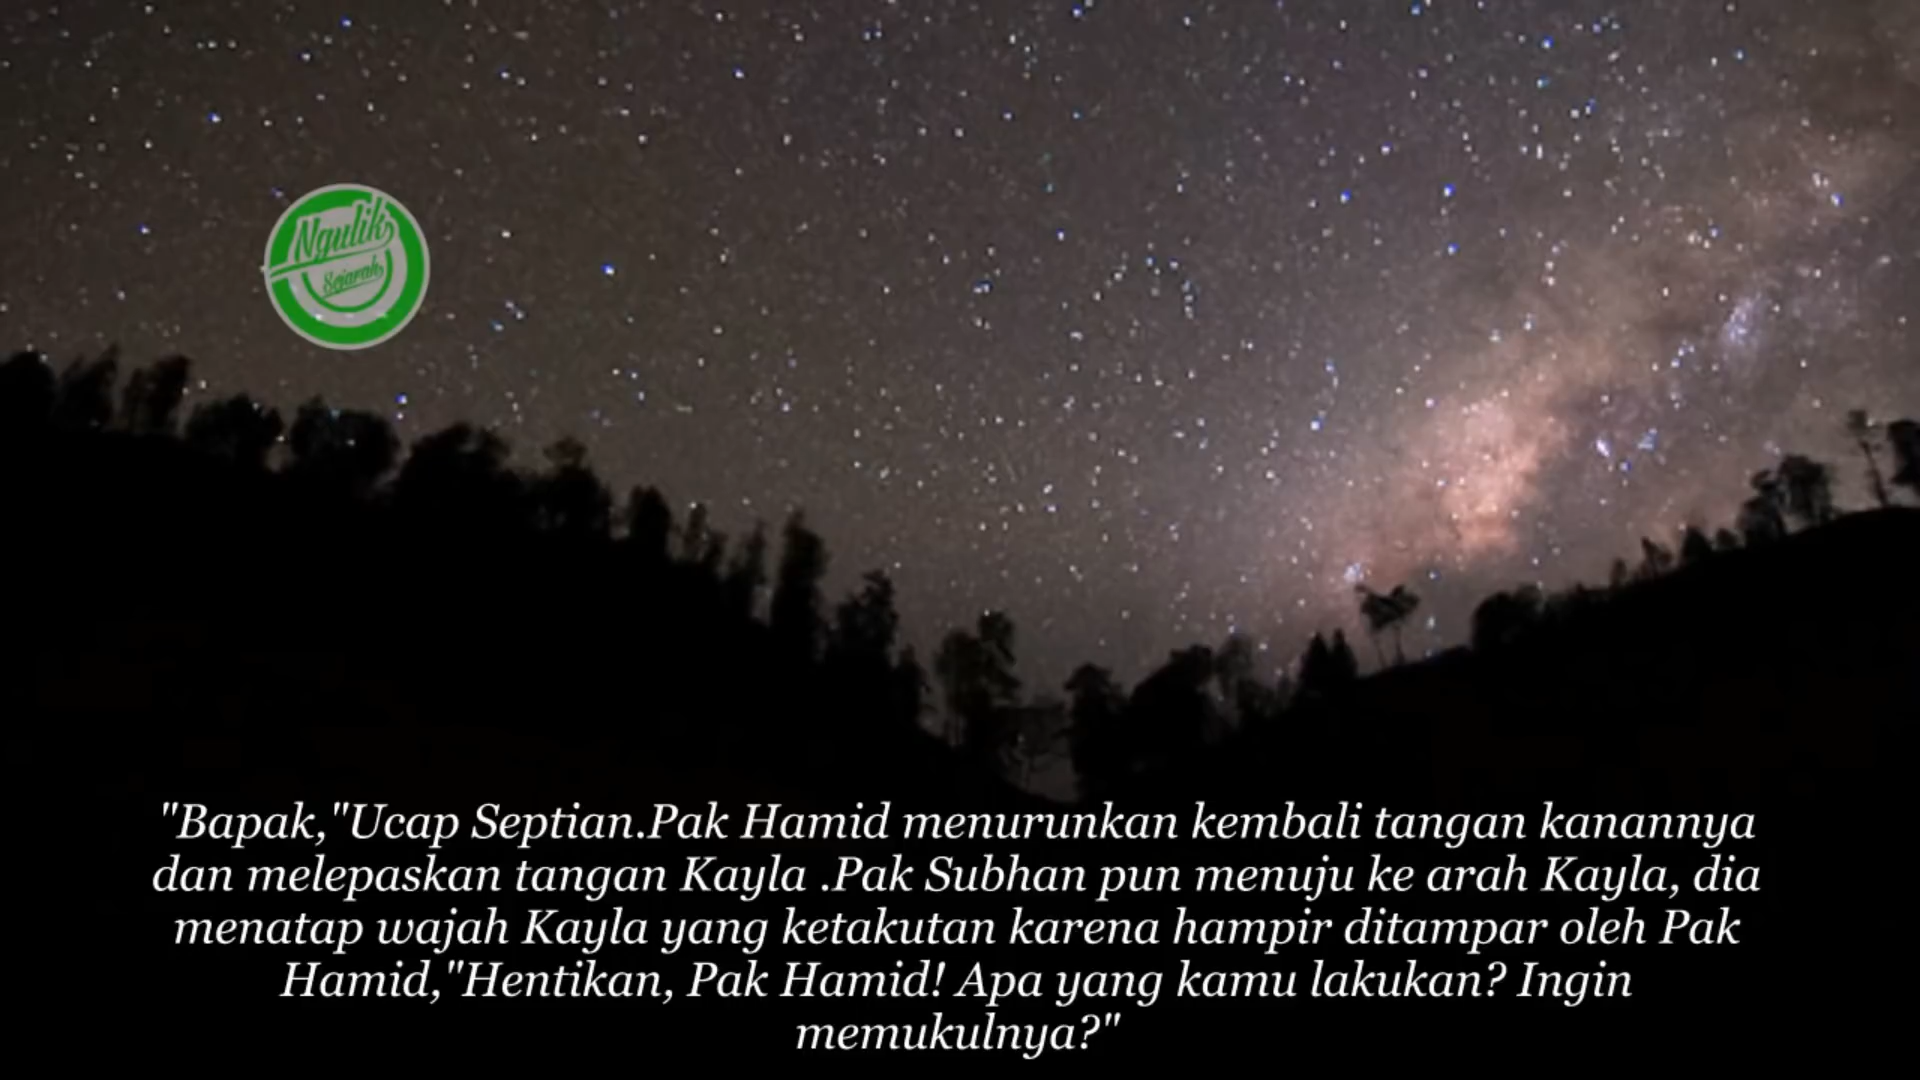 Ngulik
Sejarah
"Bapak,"Ucap Septian.Pak Hamid menurunkan kembali tangan kanannya
dan melepaskan tangan Kayla .Pak Subhan pun menuju ke arah Kayla, dia
menatap wajah Kayla yang ketakutan karena hampir ditampar oleh Pak
Hamid,"Hentikan, Pak Hamid! Apa yang kamu lakukan? Ingin
memukulnya?"